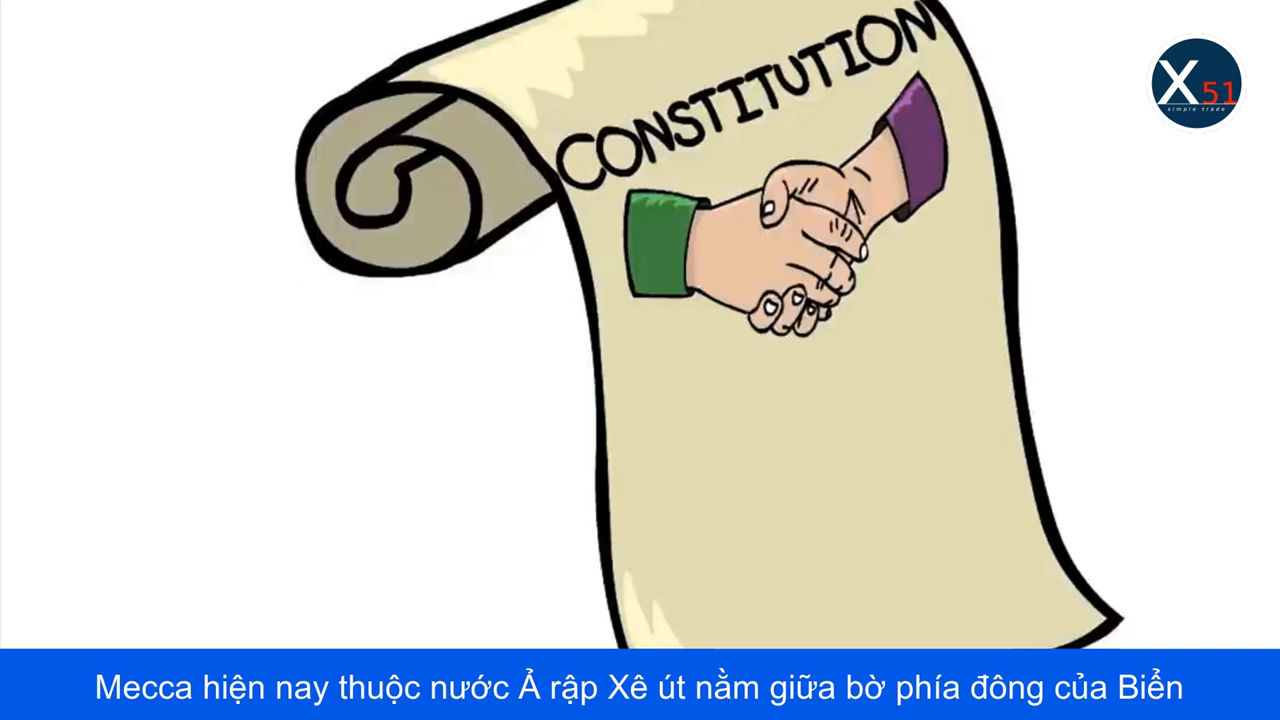 CONSTITUTION
X51
simple trade
Mecca hiện nay thuộc nước Ả rập Xê út nằm giữa bờ phía đông của Biển